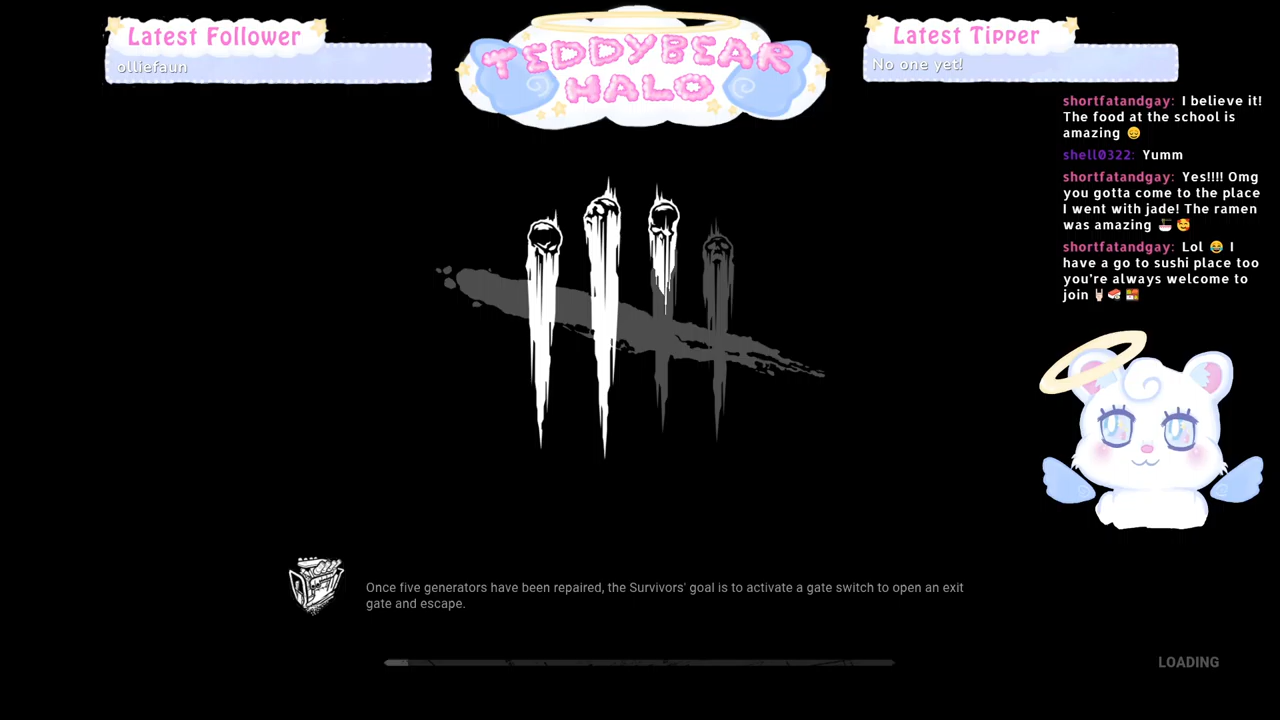 Latest Follower
olliefaun
TEDDYBEAR
HALO
Latest Tipper
No one yet!
shortfatandgay: I believe it!
The food at the school is
amazing 😔
shell0322: Yumm
shortfatandgay: Yes!!!! Omg
you gotta come to the place
I went with jade! The ramen
was amazing 🍜 🥰
shortfatandgay: Lol 😂 I
have a go to sushi place too
you're always welcome to
join 🤘🏻 🍣 🍱
Once five generators have been repaired, the Survivors' goal is to activate a gate switch to open an exit
gate and escape.
LOADING